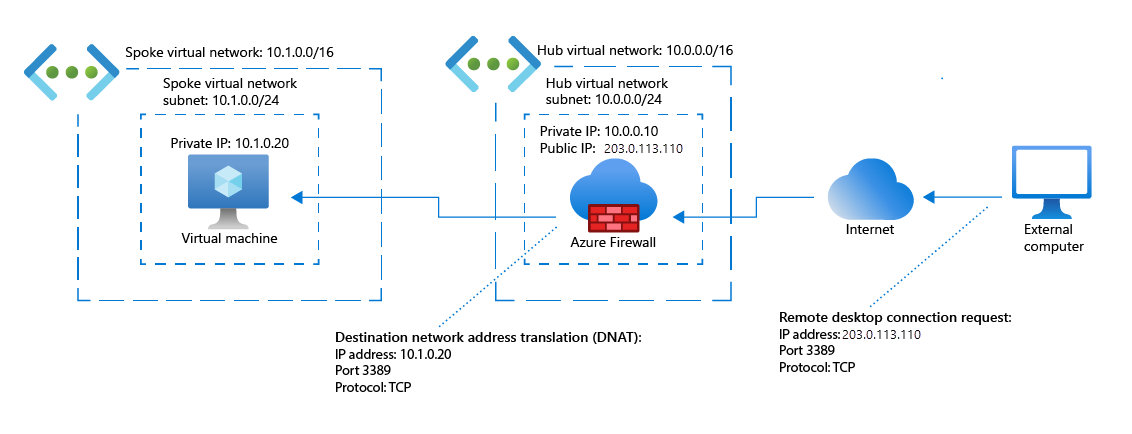 Spoke virtual network: 10.1.0.0/16
Spoke virtual network
subnet: 10.1.0.0/24
Private IP: 10.1.0.20
Virtual machine
Hub virtual network: 10.0.0.0/16
Hub virtual network
subnet: 10.0.0.0/24
Private IP: 10.0.0.10
Public IP: 203.0.113.110
Azure Firewall
Internet
External
computer
Destination network address translation (DNAT):
IP address: 10.1.0.20
Port 3389
Protocol: TCP
Remote desktop connection request:
IP address: 203.0.113.110
Port 3389
Protocol: TCP